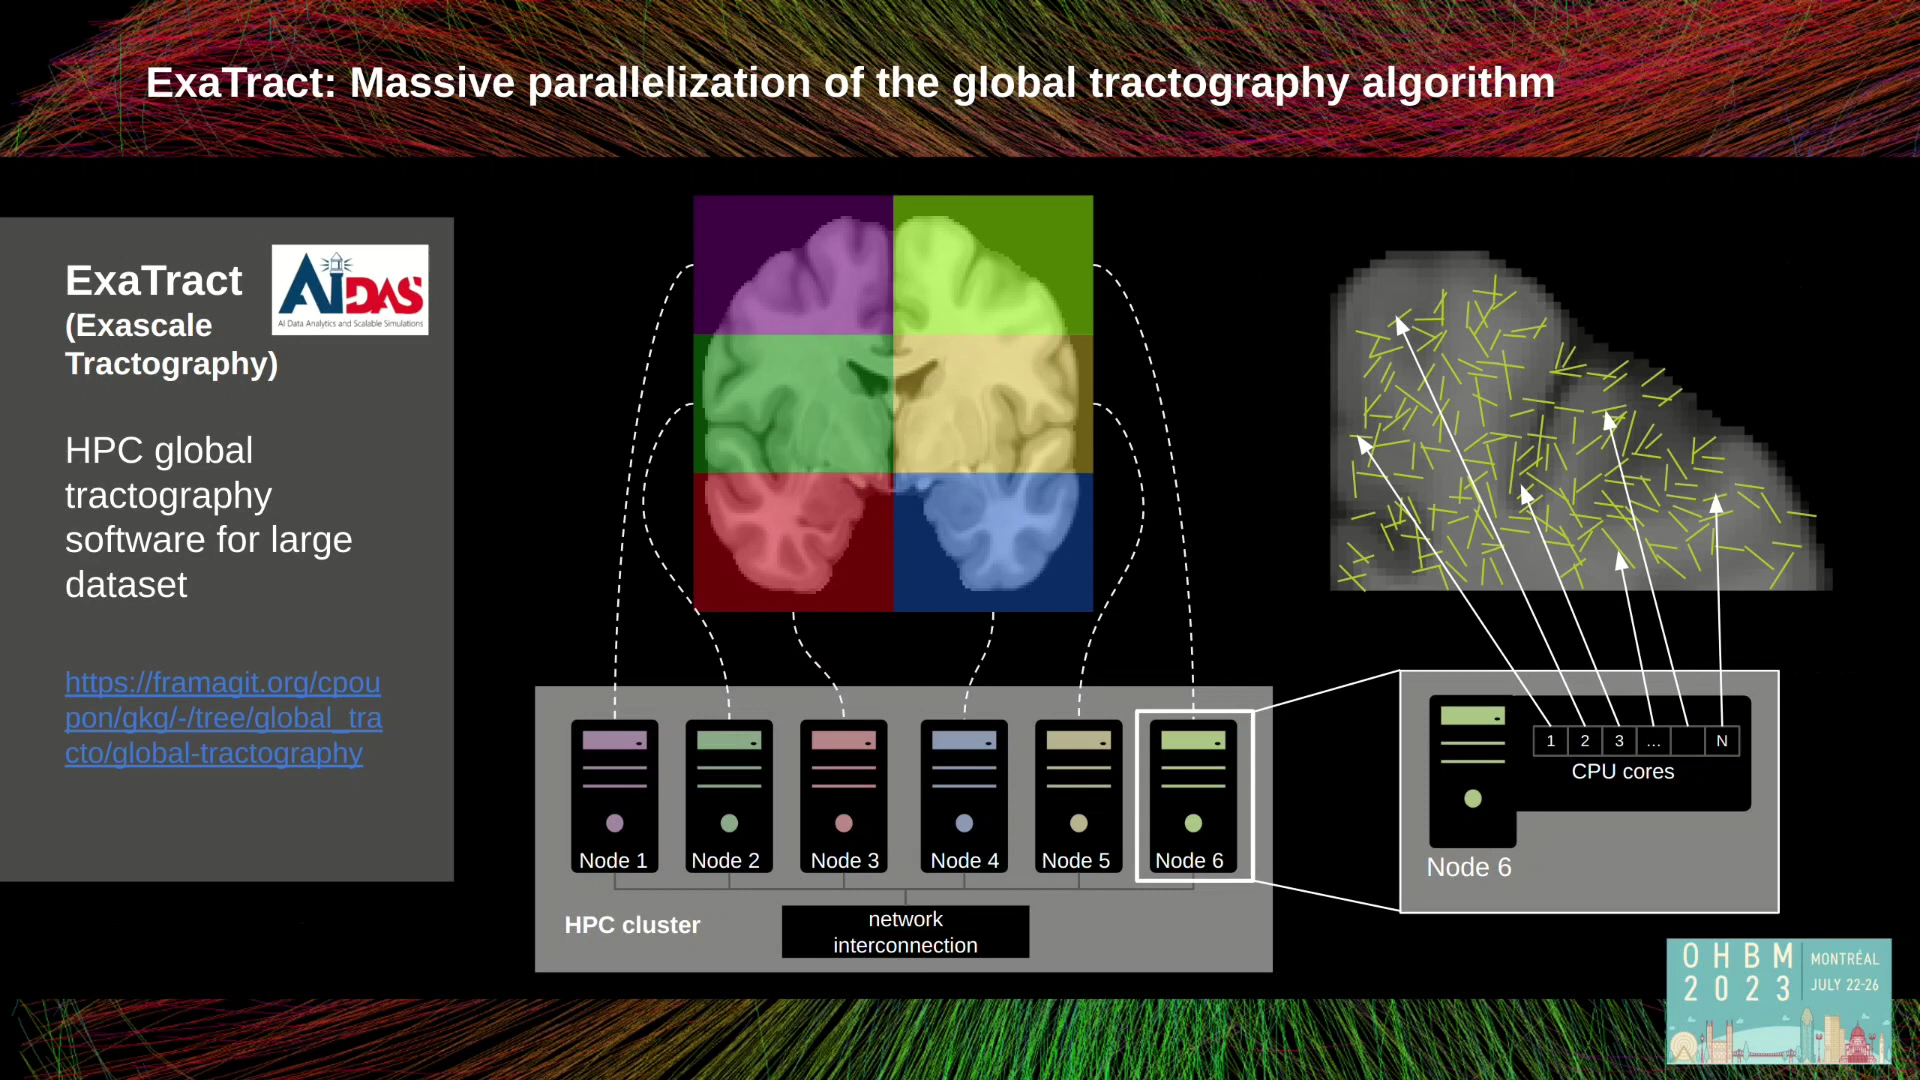 ExaTract: Massive parallelization of the global tractography algorithm
ExaTract
(Exascale
Tractography)
AIDAS
AI Data Analytics and Scalable Simulations
HPC global
tractography
software for large
dataset
https://framagit.org/cpou
pon/gkg/-/tree/global_tra
cto/global-tractography
Node 1
Node 2
Node 3
Node 4
Node 5
Node 6
HPC cluster
network
interconnection
1 2 3 ... N
CPU cores
Node 6
OHBM
2023
MONTRÉAL
JULY 22-26